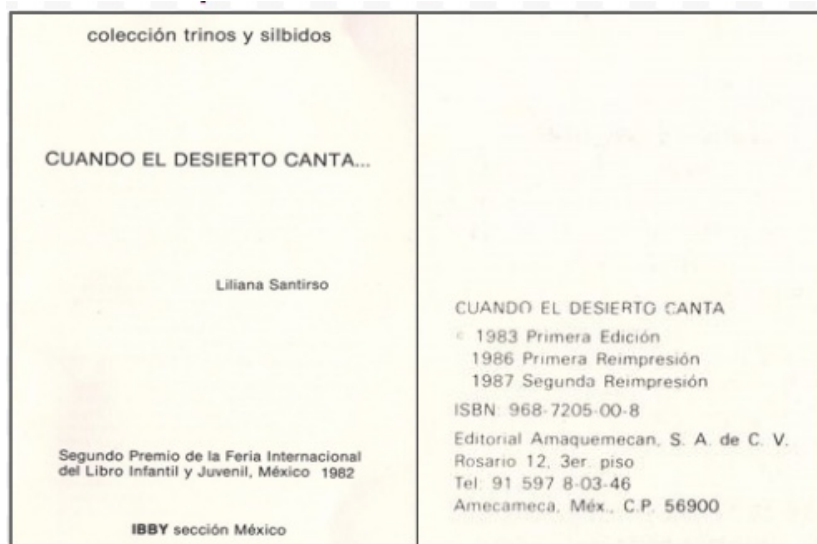 colección trinos y silbidos
CUANDO EL DESIERTO CANTA...
Liliana Santirso
Segundo Premio de la Feria Internacional
del Libro Infantil y Juvenil, México 1982
IBBY sección México
CUANDO EL DESIERTO CANTA
© 1983 Primera Edición
1986 Primera Reimpresión
1987 Segunda Reimpresión
ISBN: 968-7205-00-8
Editorial Amaquemecan, S. A. de C. V.
Rosario 12, 3er. piso
Tel: 91 597 8-03-46
Amecameca, Méx., C.P. 56900